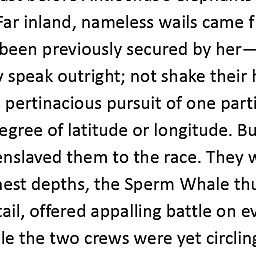 Far inland, nameless wails came f
been previously secured by her—
y speak outright; not shake their h
pertinacious pursuit of one parti
egree of latitude or longitude. Bu
enslaved them to the race. They w
nest depths, the Sperm Whale thu
tail, offered appalling battle on ev
le the two crews were yet circling